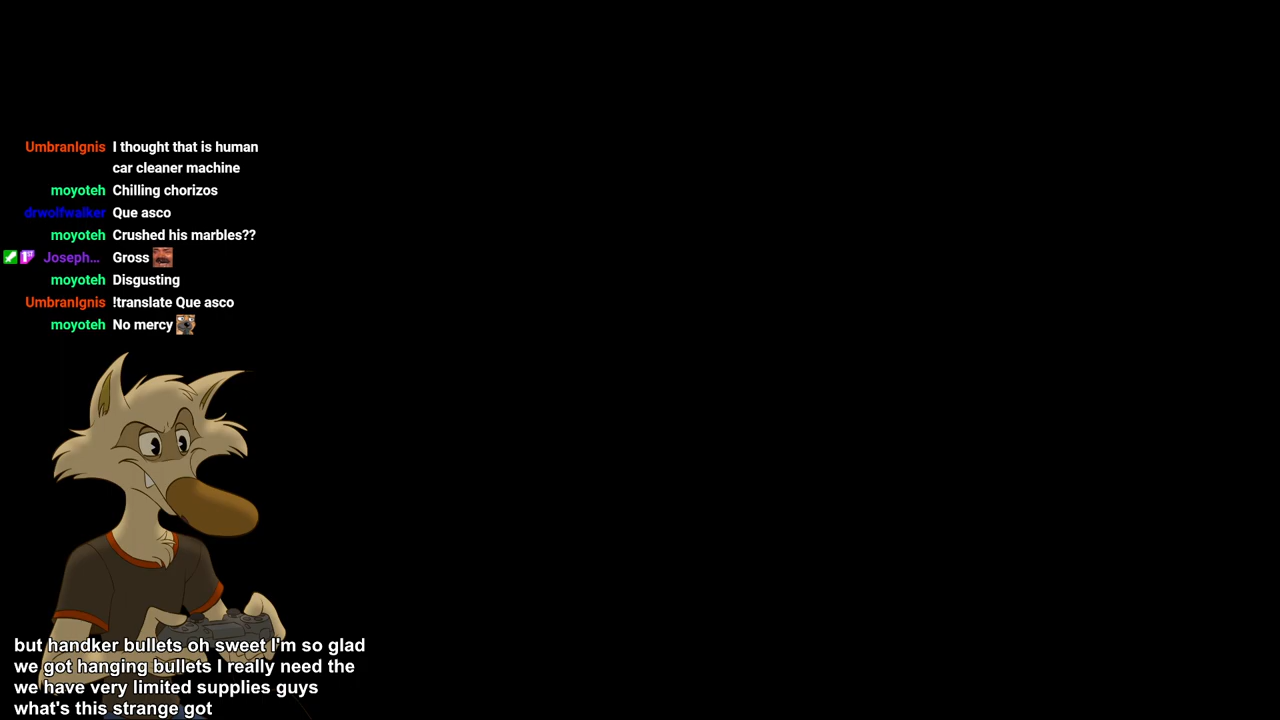 UmbranIgnis I thought that is human
car cleaner machine
moyoteh Chilling chorizos
drwolfwalker Que asco
moyoteh Crushed his marbles??
Joseph... Gross
moyoteh Disgusting
UmbranIgnis !translate Que asco
moyoteh No mercy
but handker bullets oh sweet I'm so glad
we got hanging bullets I really need the
we have very limited supplies guys
what's this strange got